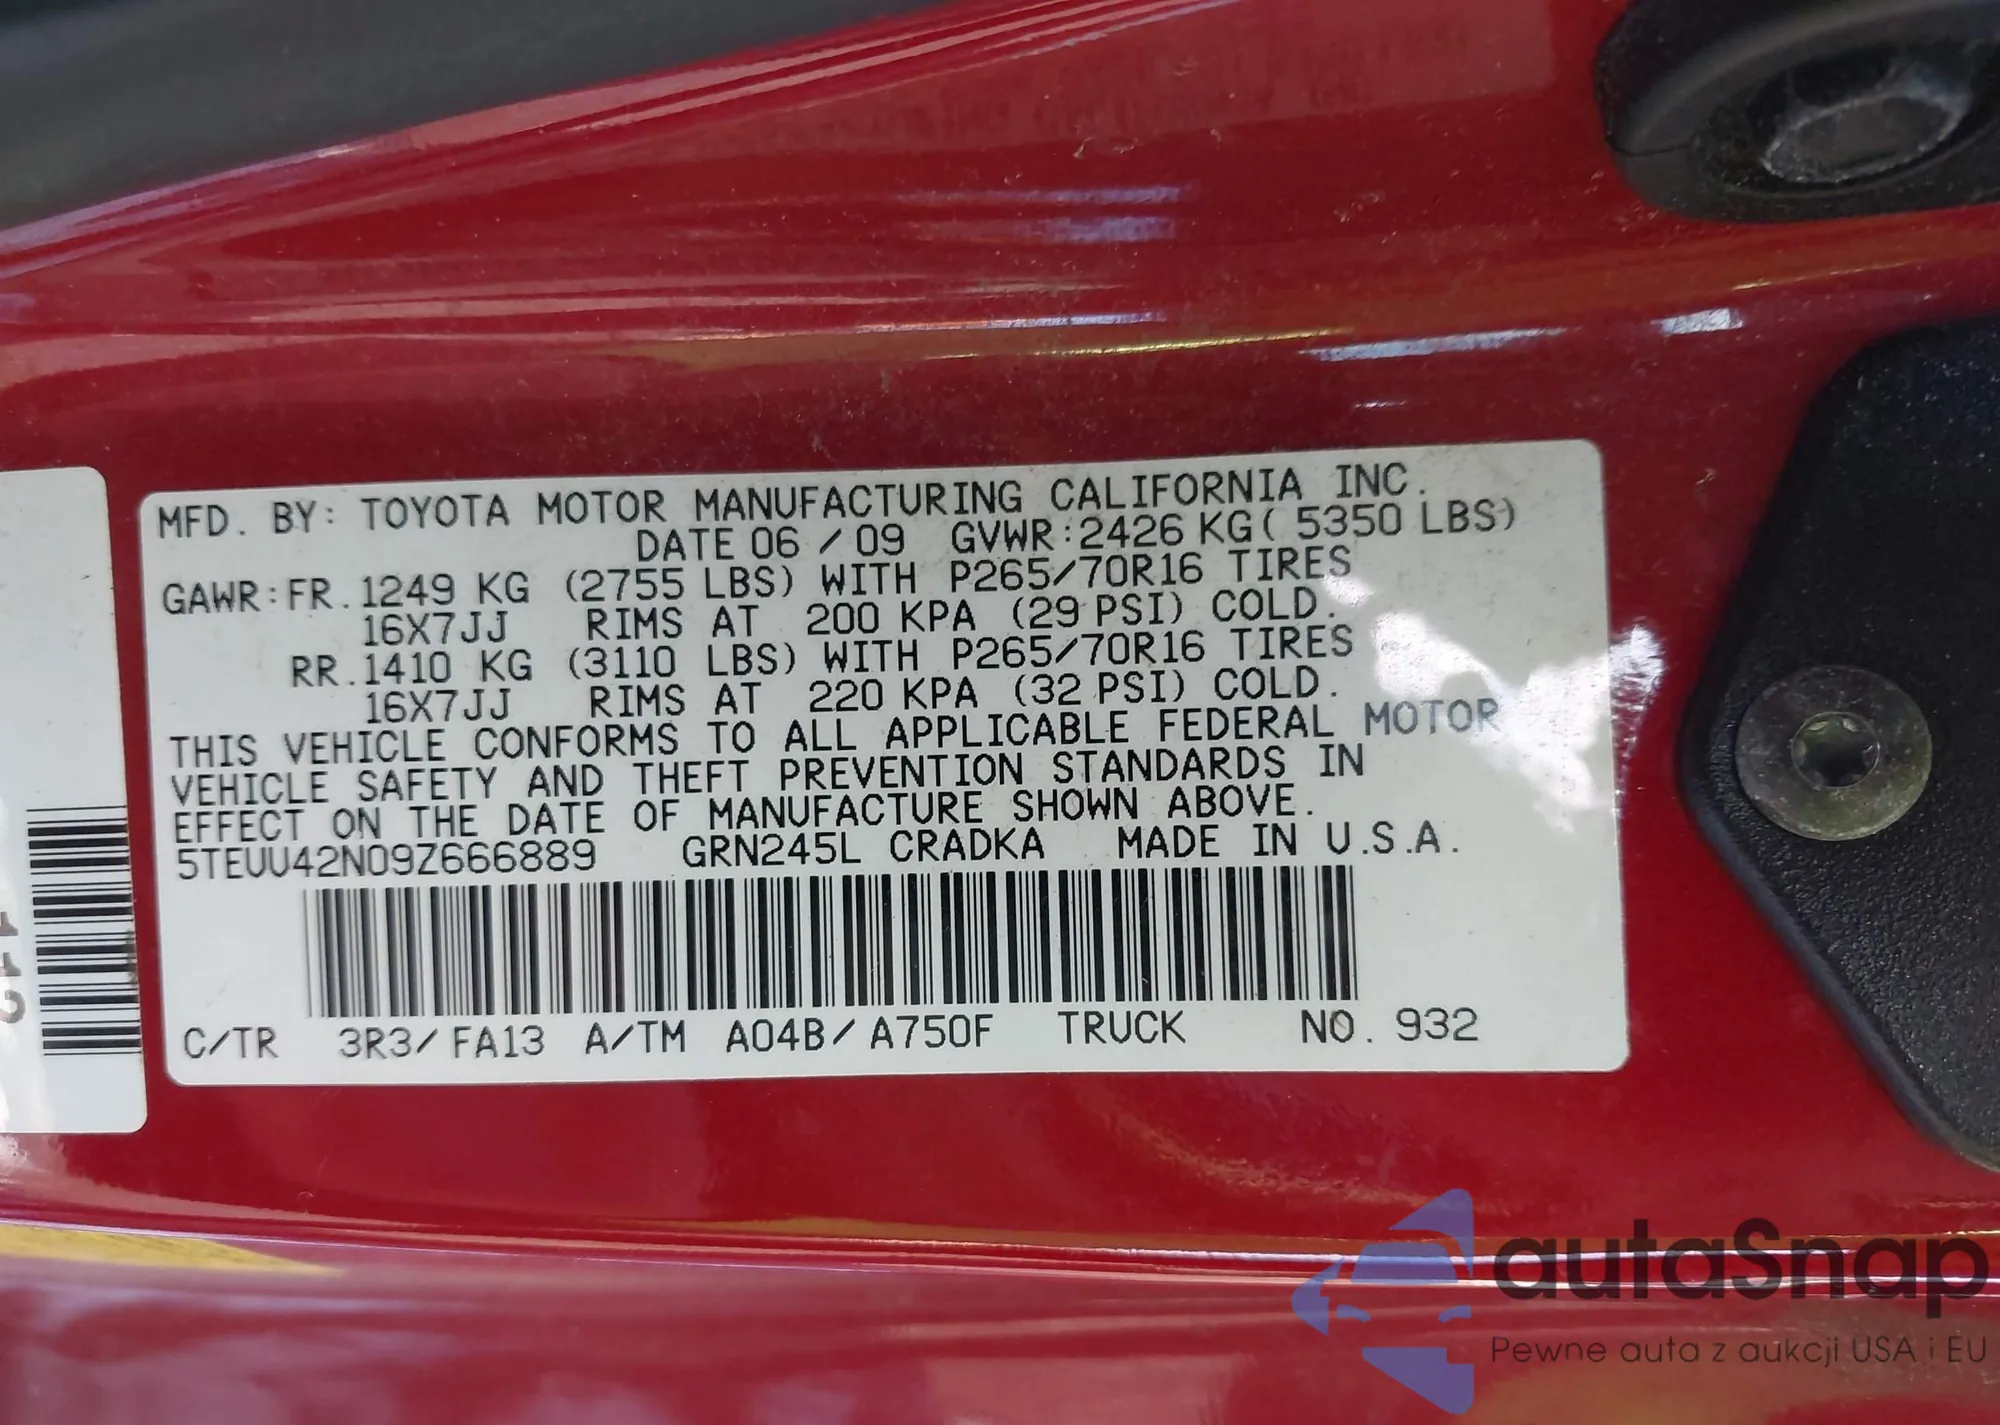 MFD. BY: TOYOTA MOTOR MANUFACTURING CALIFORNIA INC.
DATE 06 / 09 GVWR:2426 KG( 5350 LBS)
GAWR:FR.1249 KG (2755 LBS) WITH P265/70R16 TIRES
16X7JJ RIMS AT 200 KPA (29 PSI) COLD.
RR.1410 KG (3110 LBS) WITH P265/70R16 TIRES
16X7JJ RIMS AT 220 KPA (32 PSI) COLD.
THIS VEHICLE CONFORMS TO ALL APPLICABLE FEDERAL MOTOR
VEHICLE SAFETY AND THEFT PREVENTION STANDARDS IN
EFFECT ON THE DATE OF MANUFACTURE SHOWN ABOVE.
5TEUU42N09Z666889 GRN245L CRADKA MADE IN U.S.A.
C/TR 3R3/FA13 A/TM A04B/A750F TRUCK NO. 932
autaSnap
Pewne auta z aukcji USA i EU